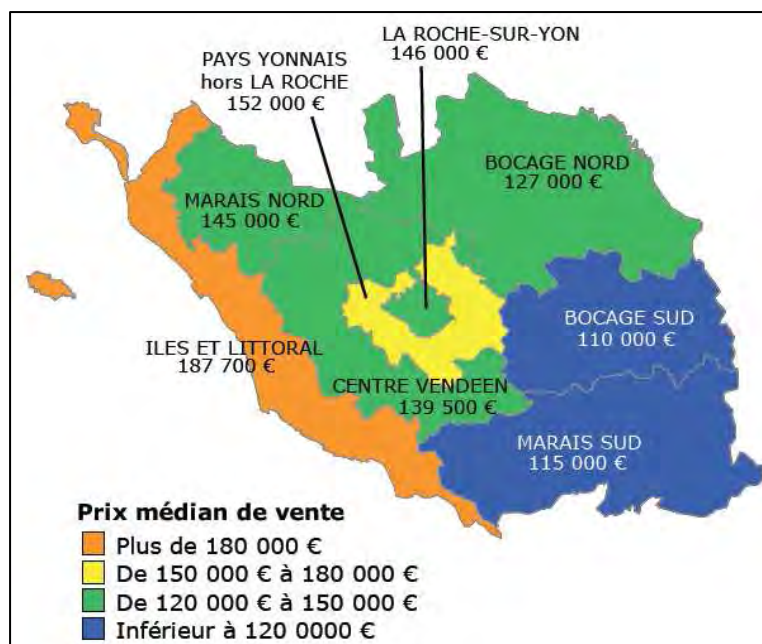 LA ROCHE-SUR-YON
146 000 €
PAYS YONNAIS
hors LA ROCHE
152 000 €
BOCAGE NORD
127 000 €
MARAIS NORD
145 000 €
BOCAGE SUD
110 000 €
ILES ET LITTORAL
187 700 €
CENTRE VENDEEN
139 500 €
MARAIS SUD
115 000 €
Prix médian de vente
Plus de 180 000 €
De 150 000 € à 180 000 €
De 120 000 € à 150 000 €
Inférieur à 120 0000 €